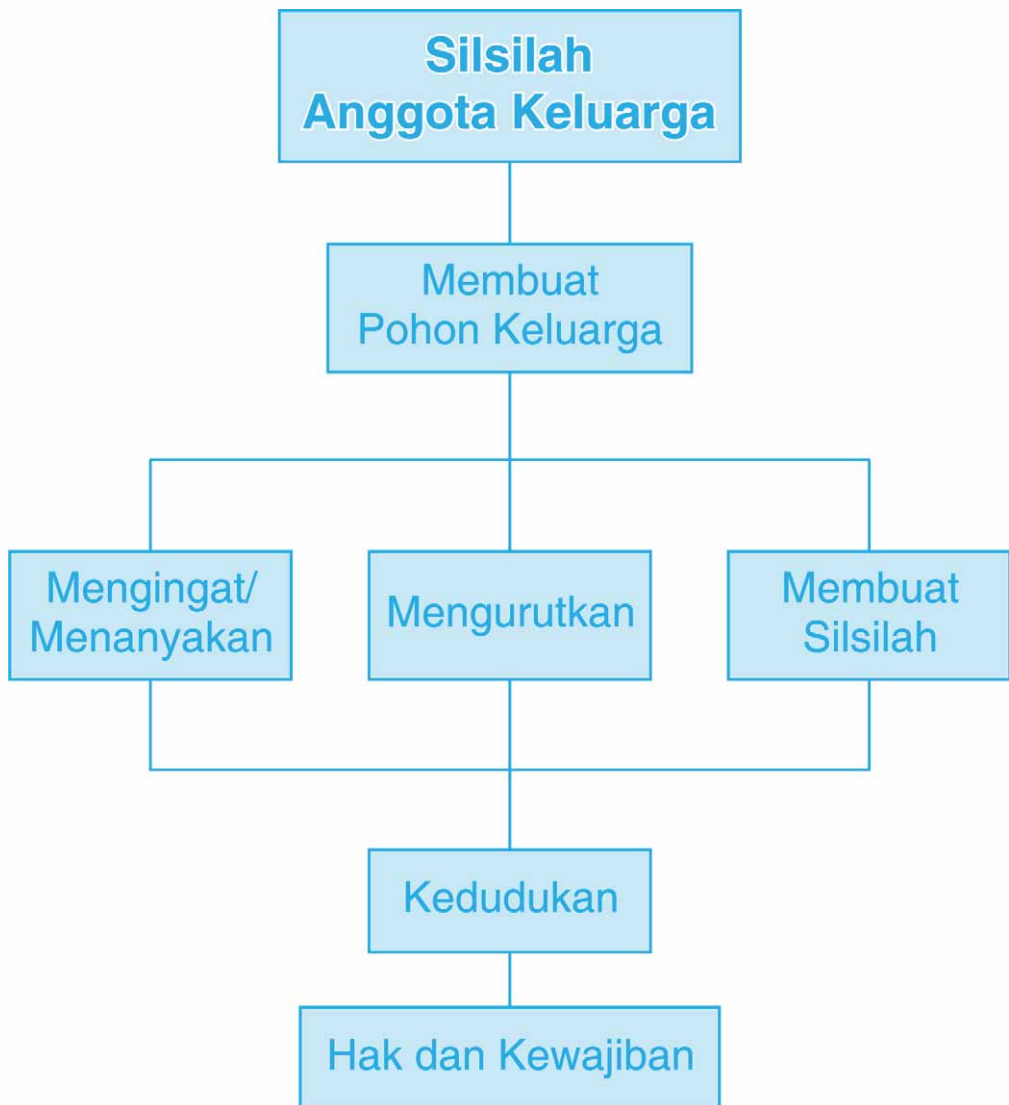 Silsilah
Anggota Keluarga
Membuat
Pohon Keluarga
Mengingat/
Menanyakan
Mengurutkan
Membuat
Silsilah
Kedudukan
Hak dan Kewajiban